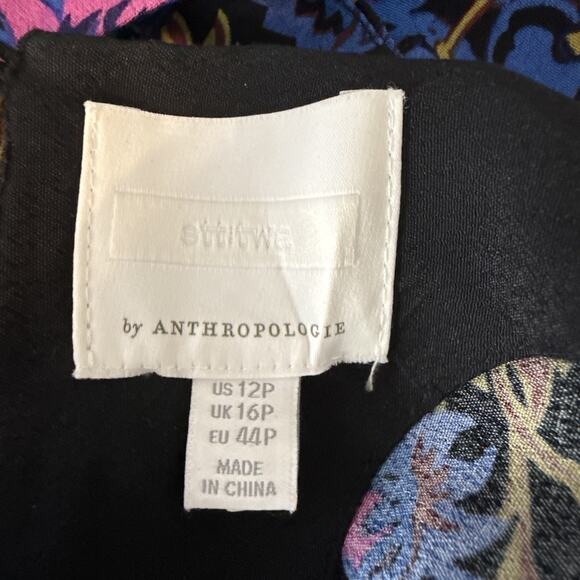 by ANTHROPOLOGIE
US 12P
UK 16P
EU 44P
MADE
IN CHINA